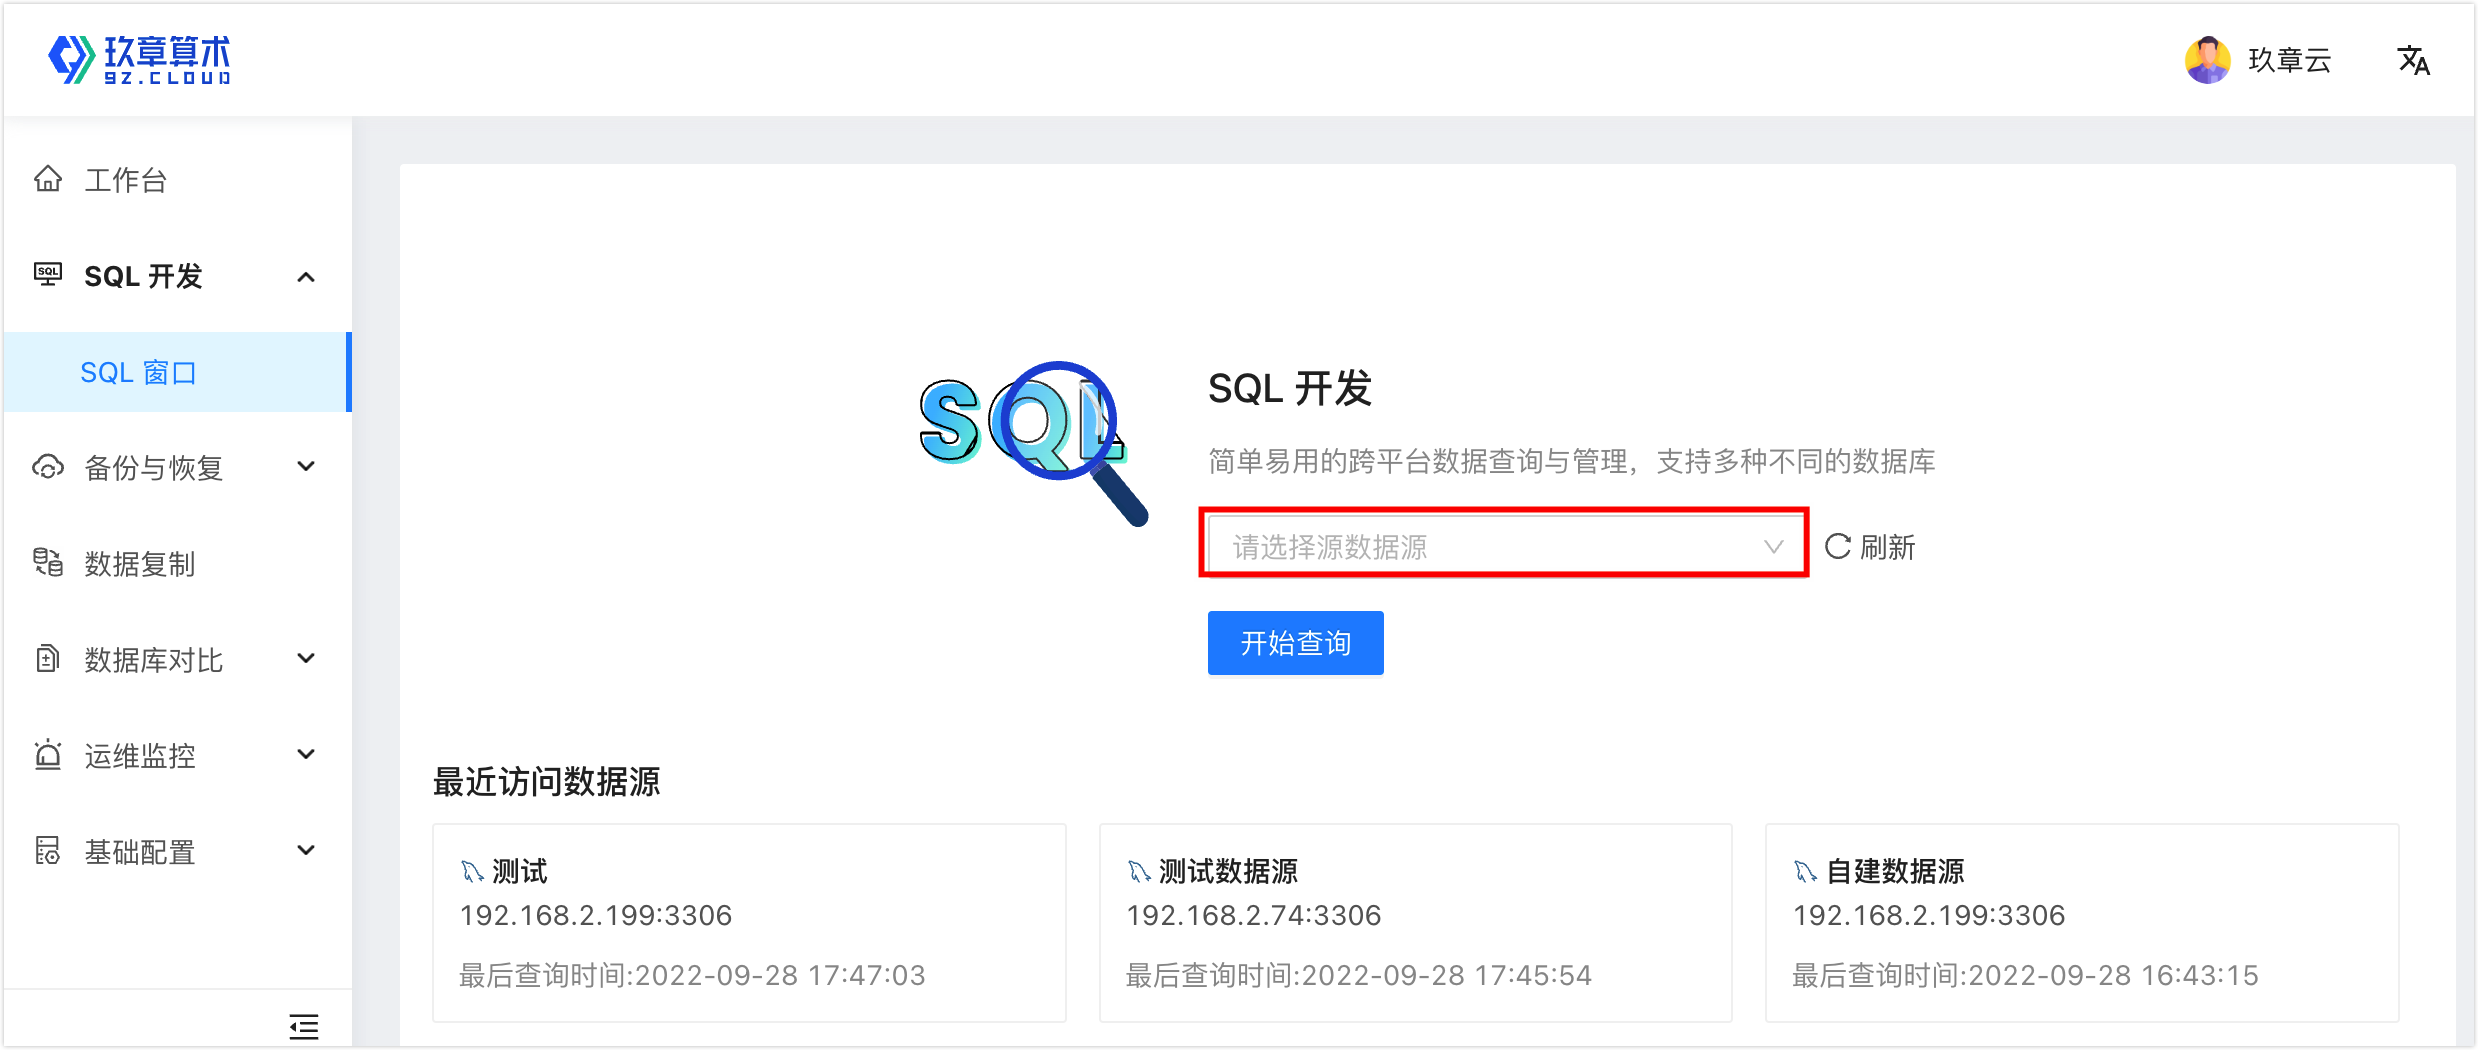 玖章算术
9Z.CLOUD
玖章云
工作台
SQL 开发
SQL 窗口
备份与恢复
数据复制
数据库对比
运维监控
基础配置
SQL
SQL 开发
简单易用的跨平台数据查询与管理，支持多种不同的数据库
请选择源数据源
刷新
开始查询
最近访问数据源
测试
192.168.2.199:3306
最后查询时间:2022-09-28 17:47:03
测试数据源
192.168.2.74:3306
最后查询时间:2022-09-28 17:45:54
自建数据源
192.168.2.199:3306
最后查询时间:2022-09-28 16:43:15